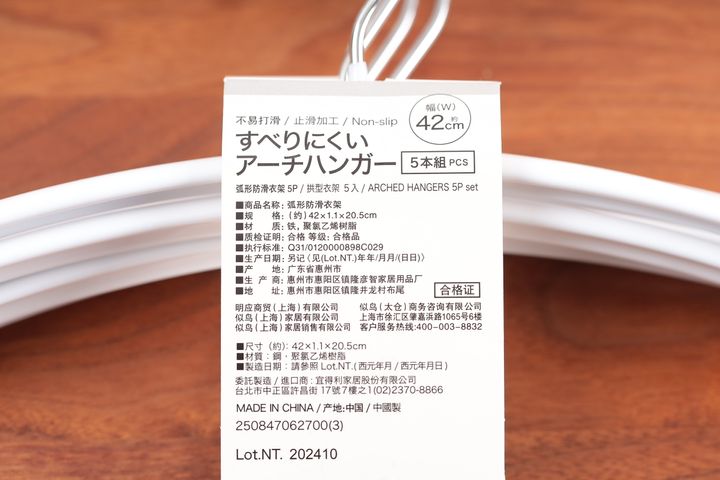 不易打滑 / 止滑加工 / Non-slip
幅(W)
約
42cm
すべりにくい
アーチハンガー
5本組 PCS
弧形防滑衣架 5P / 拱型衣架 5入 / ARCHED HANGERS 5P set
■商品名称: 弧形防滑衣架
■规 格: (约) 42×1.1×20.5cm
■材 质: 铁, 聚氯乙烯树脂
■质检证明: 合格 等级: 合格品
■执行标准: Q31/0120000898C029
■生产日期: 另记〈见(Lot.NT.)年年/月月/(日日)〉
■产 地: 广东省惠州市
■生 产 商: 惠州市惠阳区镇隆彦智家居用品厂
■地 址: 惠州市惠阳区镇隆井龙村布尾
合格证
明应商贸(上海)有限公司 似鸟(太仓)商务咨询有限公司
似鸟(上海)家居有限公司 上海市徐汇区肇嘉浜路1065号6楼
似鸟(上海)家居销售有限公司 客户服务热线:400-003-8832
■尺寸(約): 42×1.1×20.5cm
■材質: 鋼・聚氯乙烯樹脂
■製造日期: 請參照 Lot.NT.(西元年月/西元年月日)
委託製造/進口商: 宜得利家居股份有限公司
台北市中正區許昌街 17號7樓之1(02)2370-8866
MADE IN CHINA / 产地:中国 / 中國製
250847062700(3)
Lot.NT. 202410